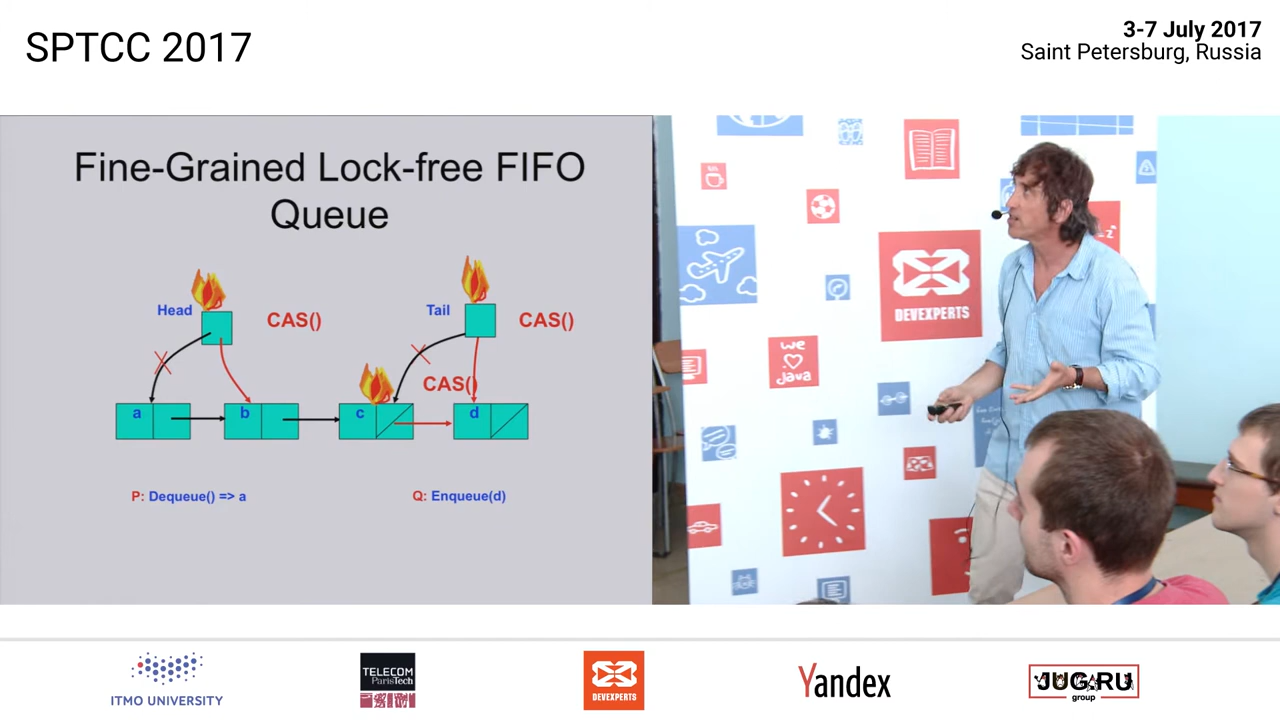 SPTCC 2017
3-7 July 2017
Saint Petersburg, Russia
Fine-Grained Lock-free FIFO
Queue
Head
CAS()
Tail
CAS()
CAS()
a
b
c
d
P: Dequeue() => a
Q: Enqueue(d)
DEVEXPERTS
we
java
ITMO UNIVERSITY
TELECOM
ParisTech
DEVEXPERTS
Yandex
JUG.RU
group